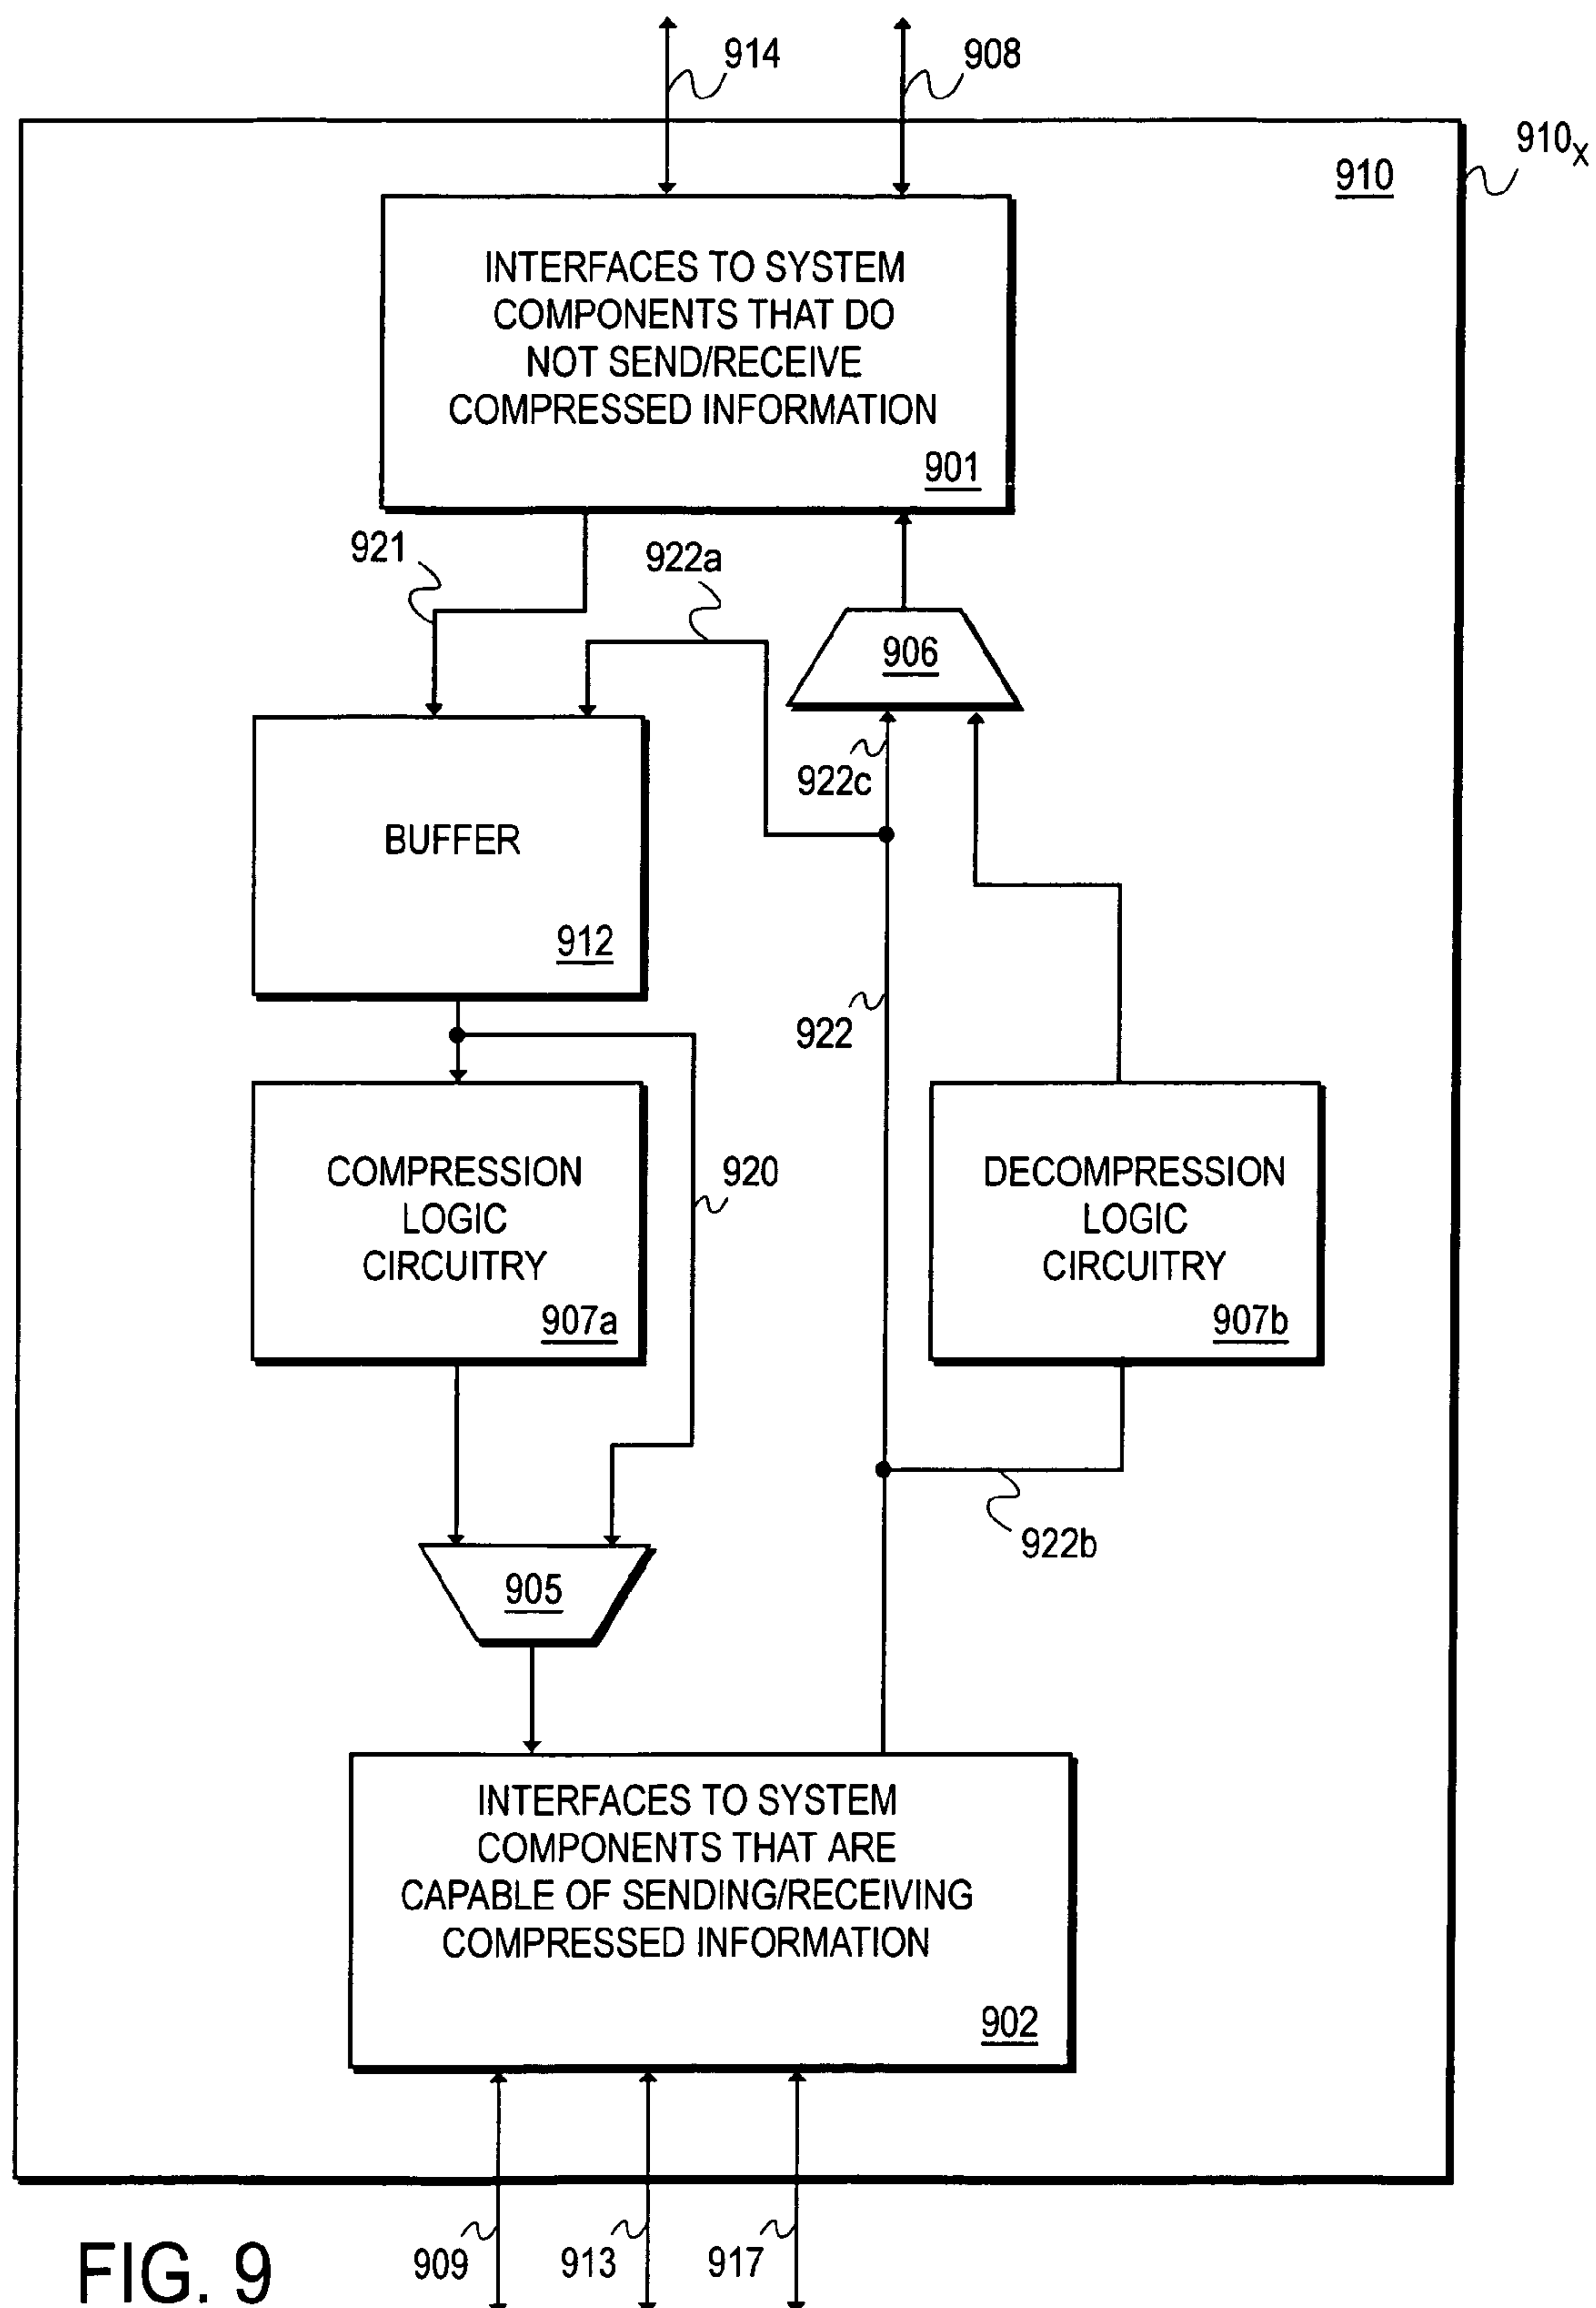 914
908
910X
910
INTERFACES TO SYSTEM
COMPONENTS THAT DO
NOT SEND/RECEIVE
COMPRESSED INFORMATION
901
921
922a
906
922c
BUFFER
912
922
COMPRESSION
LOGIC
CIRCUITRY
907a
920
DECOMPRESSION
LOGIC
CIRCUITRY
907b
922b
905
INTERFACES TO SYSTEM
COMPONENTS THAT ARE
CAPABLE OF SENDING/RECEIVING
COMPRESSED INFORMATION
902
909
913
917
FIG. 9